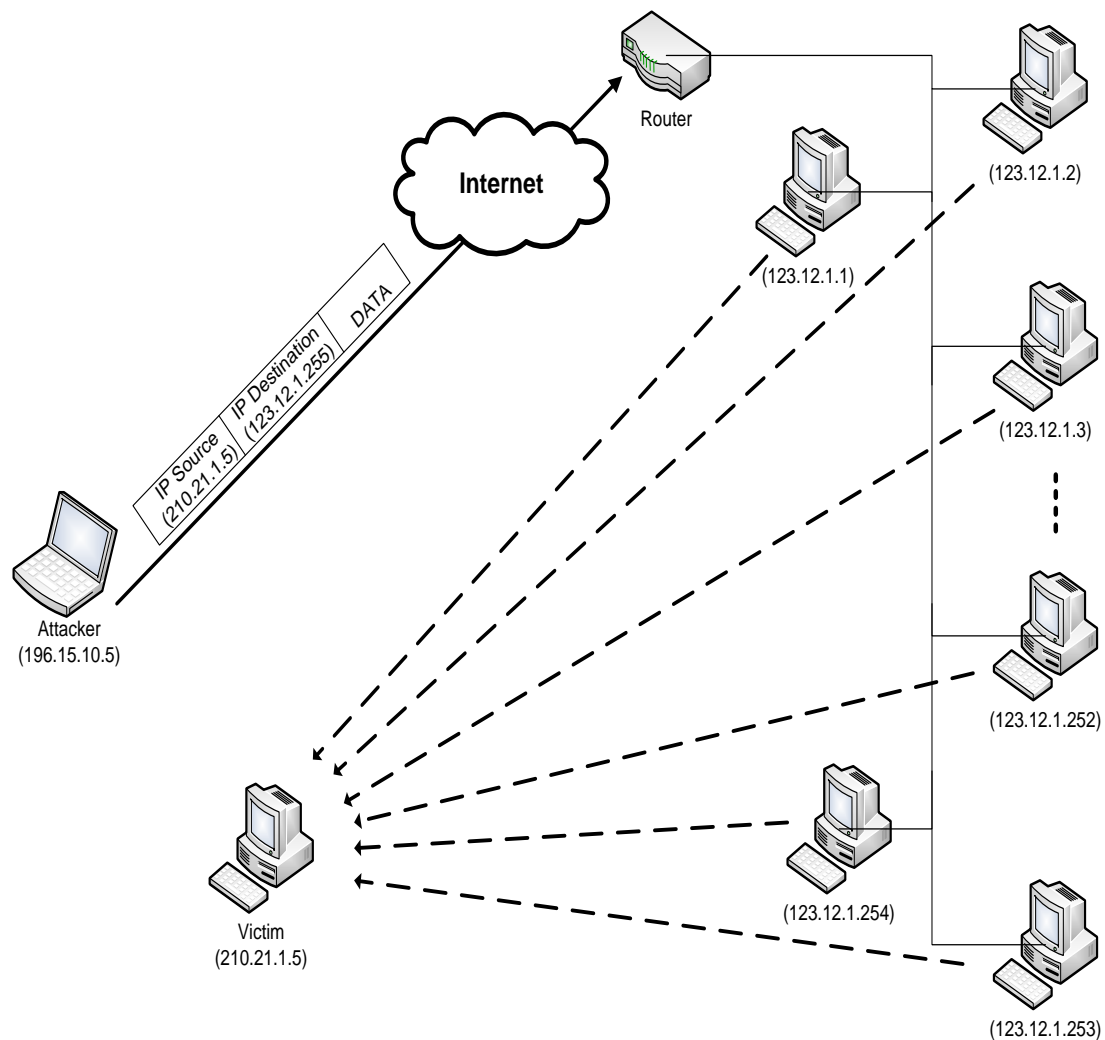 Router
(123.12.1.2)
Internet
(123.12.1.1)
IP Source
(210.21.1.5)
IP Destination
(123.12.1.255)
DATA
(123.12.1.3)
Attacker
(196.15.10.5)
(123.12.1.252)
(123.12.1.254)
Victim
(210.21.1.5)
(123.12.1.253)